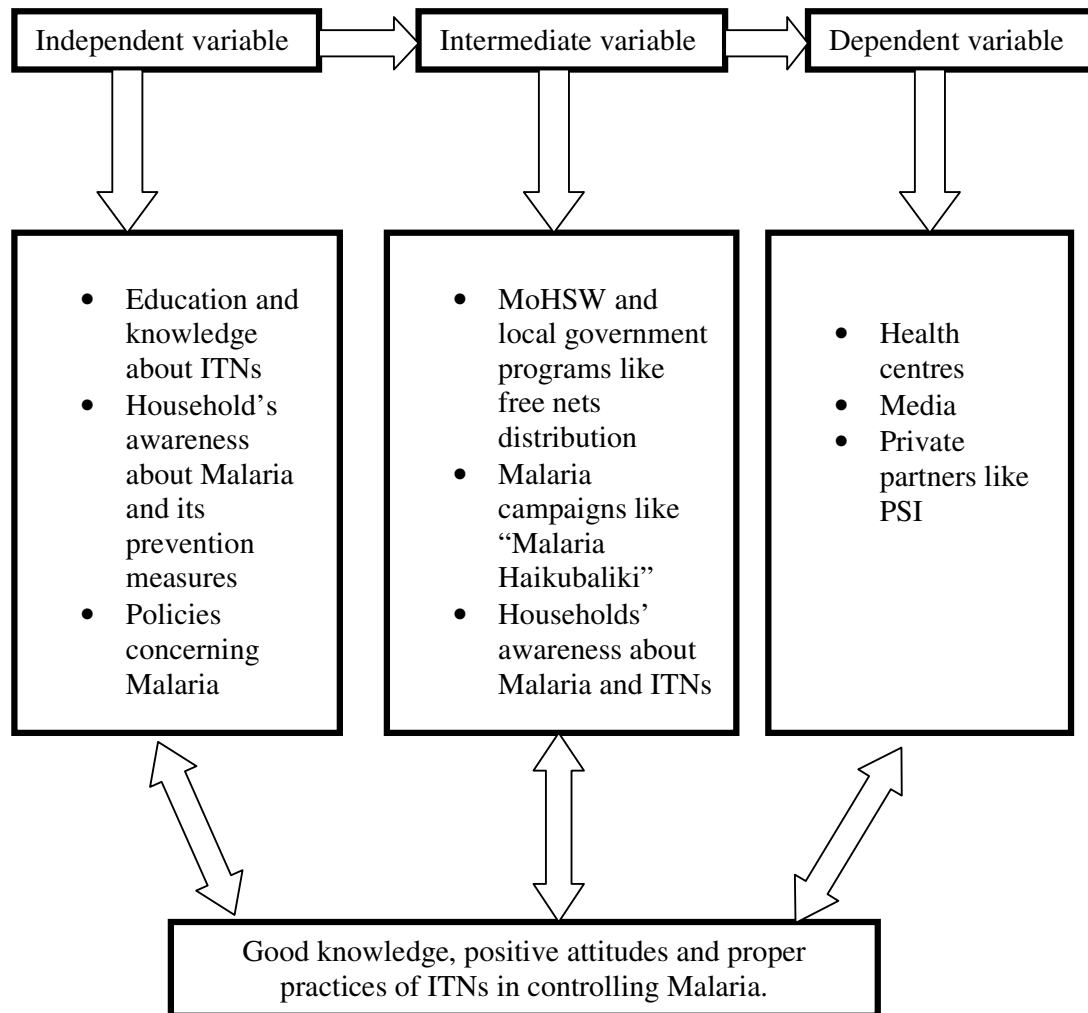 Independent variable
Intermediate variable
Dependent variable
• Education and
knowledge
about ITNs
• Household’s
awareness
about Malaria
and its
prevention
measures
• Policies
concerning
Malaria
• MoHSW and
local government
programs like
free nets
distribution
• Malaria
campaigns like
“Malaria
Haikubaliki”
• Households’
awareness about
Malaria and ITNs
• Health
centres
• Media
• Private
partners like
PSI
Good knowledge, positive attitudes and proper
practices of ITNs in controlling Malaria.